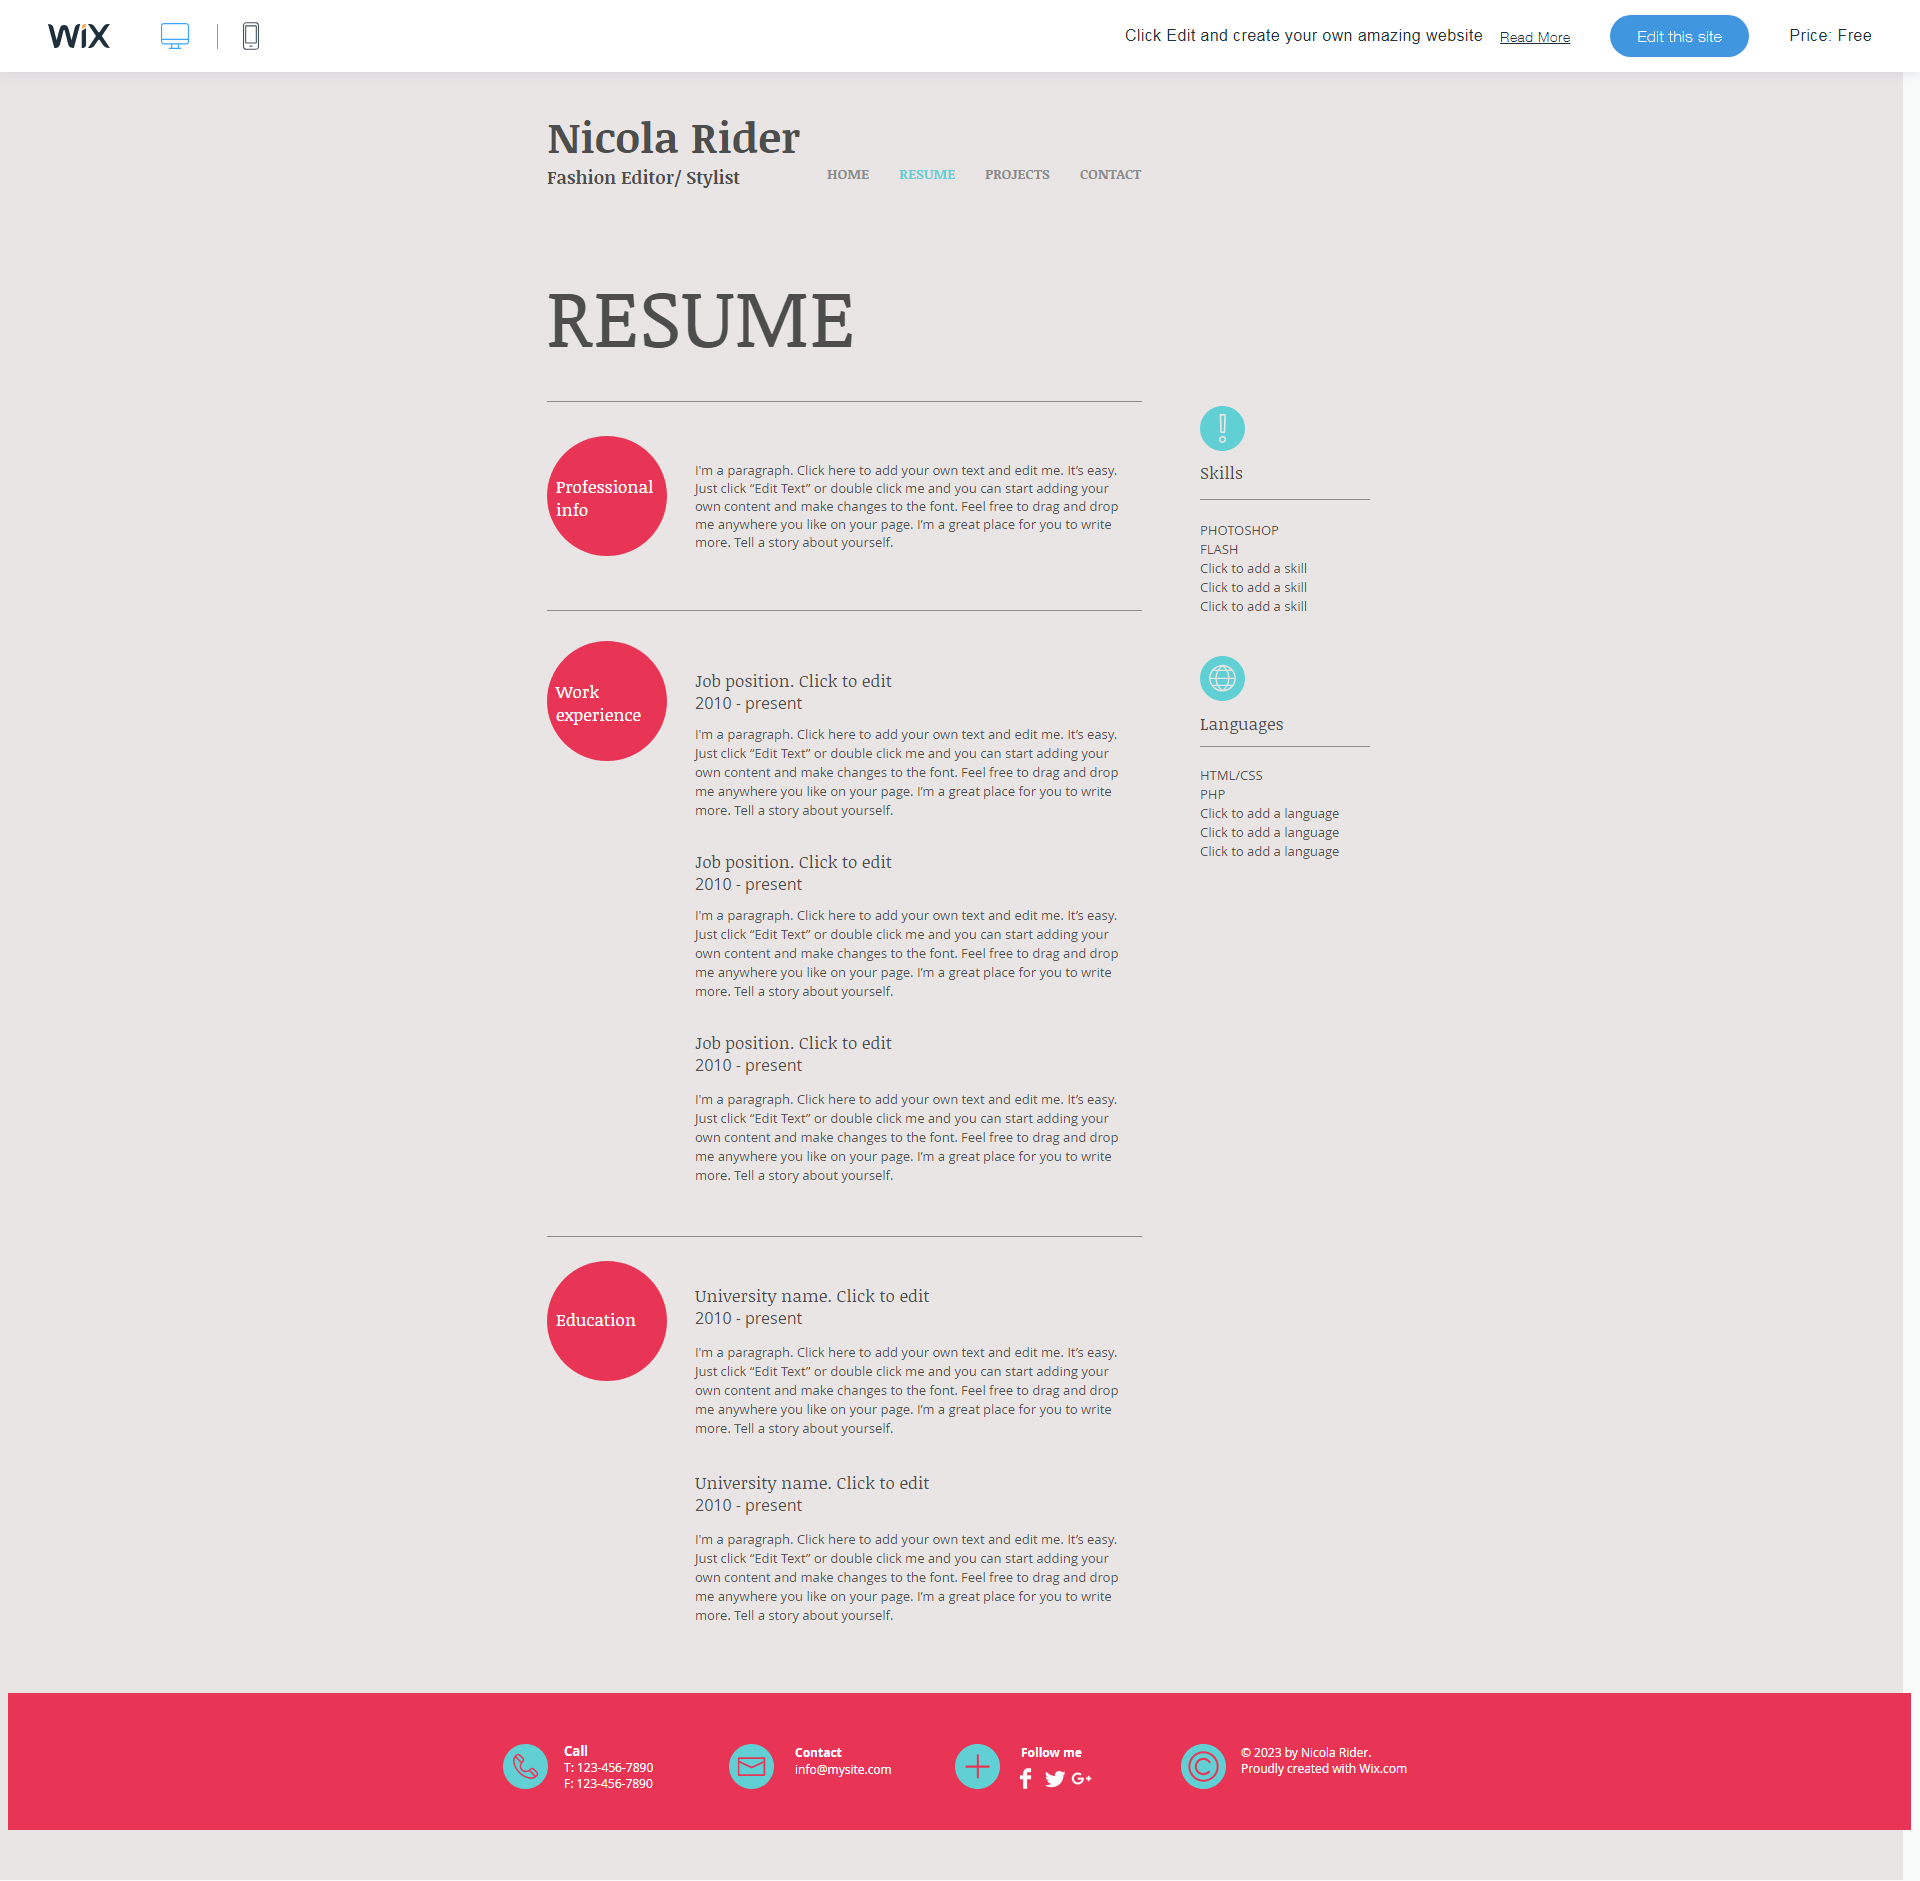 WiX
Click Edit and create your own amazing website Read More
Edit this site
Price: Free
Nicola Rider
Fashion Editor/ Stylist
HOME RESUME PROJECTS CONTACT
RESUME
Professional
info
I'm a paragraph. Click here to add your own text and edit me. It’s easy.
Just click “Edit Text” or double click me and you can start adding your
own content and make changes to the font. Feel free to drag and drop
me anywhere you like on your page. I’m a great place for you to write
more. Tell a story about yourself.
Work
experience
Job position. Click to edit
2010 - present
I'm a paragraph. Click here to add your own text and edit me. It’s easy.
Just click “Edit Text” or double click me and you can start adding your
own content and make changes to the font. Feel free to drag and drop
me anywhere you like on your page. I’m a great place for you to write
more. Tell a story about yourself.
Job position. Click to edit
2010 - present
I'm a paragraph. Click here to add your own text and edit me. It’s easy.
Just click “Edit Text” or double click me and you can start adding your
own content and make changes to the font. Feel free to drag and drop
me anywhere you like on your page. I’m a great place for you to write
more. Tell a story about yourself.
Job position. Click to edit
2010 - present
I'm a paragraph. Click here to add your own text and edit me. It’s easy.
Just click “Edit Text” or double click me and you can start adding your
own content and make changes to the font. Feel free to drag and drop
me anywhere you like on your page. I’m a great place for you to write
more. Tell a story about yourself.
Education
University name. Click to edit
2010 - present
I'm a paragraph. Click here to add your own text and edit me. It’s easy.
Just click “Edit Text” or double click me and you can start adding your
own content and make changes to the font. Feel free to drag and drop
me anywhere you like on your page. I’m a great place for you to write
more. Tell a story about yourself.
University name. Click to edit
2010 - present
I'm a paragraph. Click here to add your own text and edit me. It’s easy.
Just click “Edit Text” or double click me and you can start adding your
own content and make changes to the font. Feel free to drag and drop
me anywhere you like on your page. I’m a great place for you to write
more. Tell a story about yourself.
Skills
PHOTOSHOP
FLASH
Click to add a skill
Click to add a skill
Click to add a skill
Languages
HTML/CSS
PHP
Click to add a language
Click to add a language
Click to add a language
Call
T: 123-456-7890
F: 123-456-7890
Contact
info@mysite.com
Follow me
© 2023 by Nicola Rider.
Proudly created with Wix.com